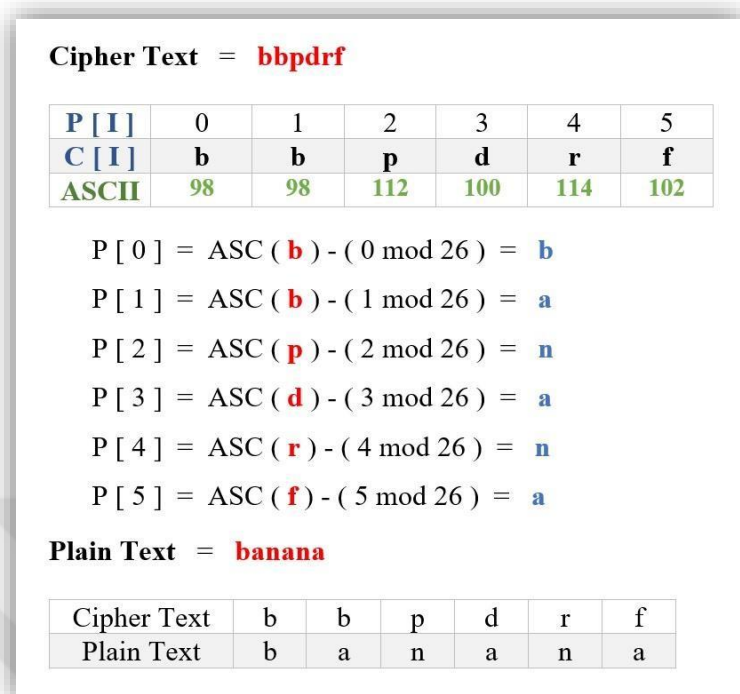 Cipher Text = bbpdrf
P [ I ] 0 1 2 3 4 5
C [ I ] b b p d r f
ASCII 98 98 112 100 114 102
P [ 0 ] = ASC ( b ) - ( 0 mod 26 ) = b
P [ 1 ] = ASC ( b ) - ( 1 mod 26 ) = a
P [ 2 ] = ASC ( p ) - ( 2 mod 26 ) = n
P [ 3 ] = ASC ( d ) - ( 3 mod 26 ) = a
P [ 4 ] = ASC ( r ) - ( 4 mod 26 ) = n
P [ 5 ] = ASC ( f ) - ( 5 mod 26 ) = a
Plain Text = banana
Cipher Text b b p d r f
Plain Text b a n a n a